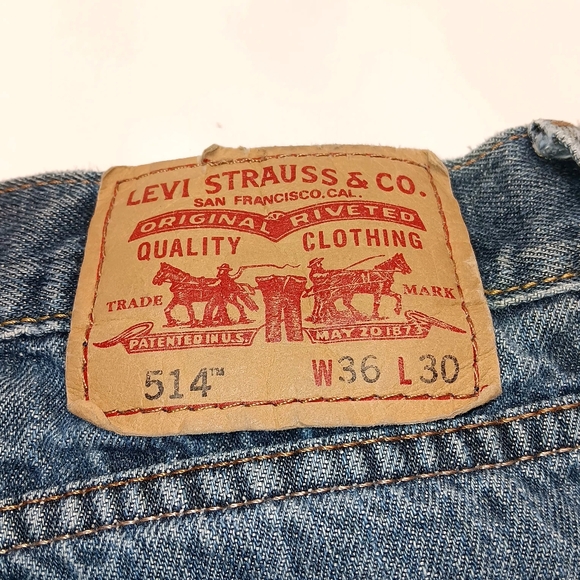 LEVI STRAUSS & CO.
SAN FRANCISCO, CAL.
ORIGINAL RIVETED
QUALITY CLOTHING
TRADE MARK
PATENTED IN U.S. MAY 20 1873
514™ W36 L30